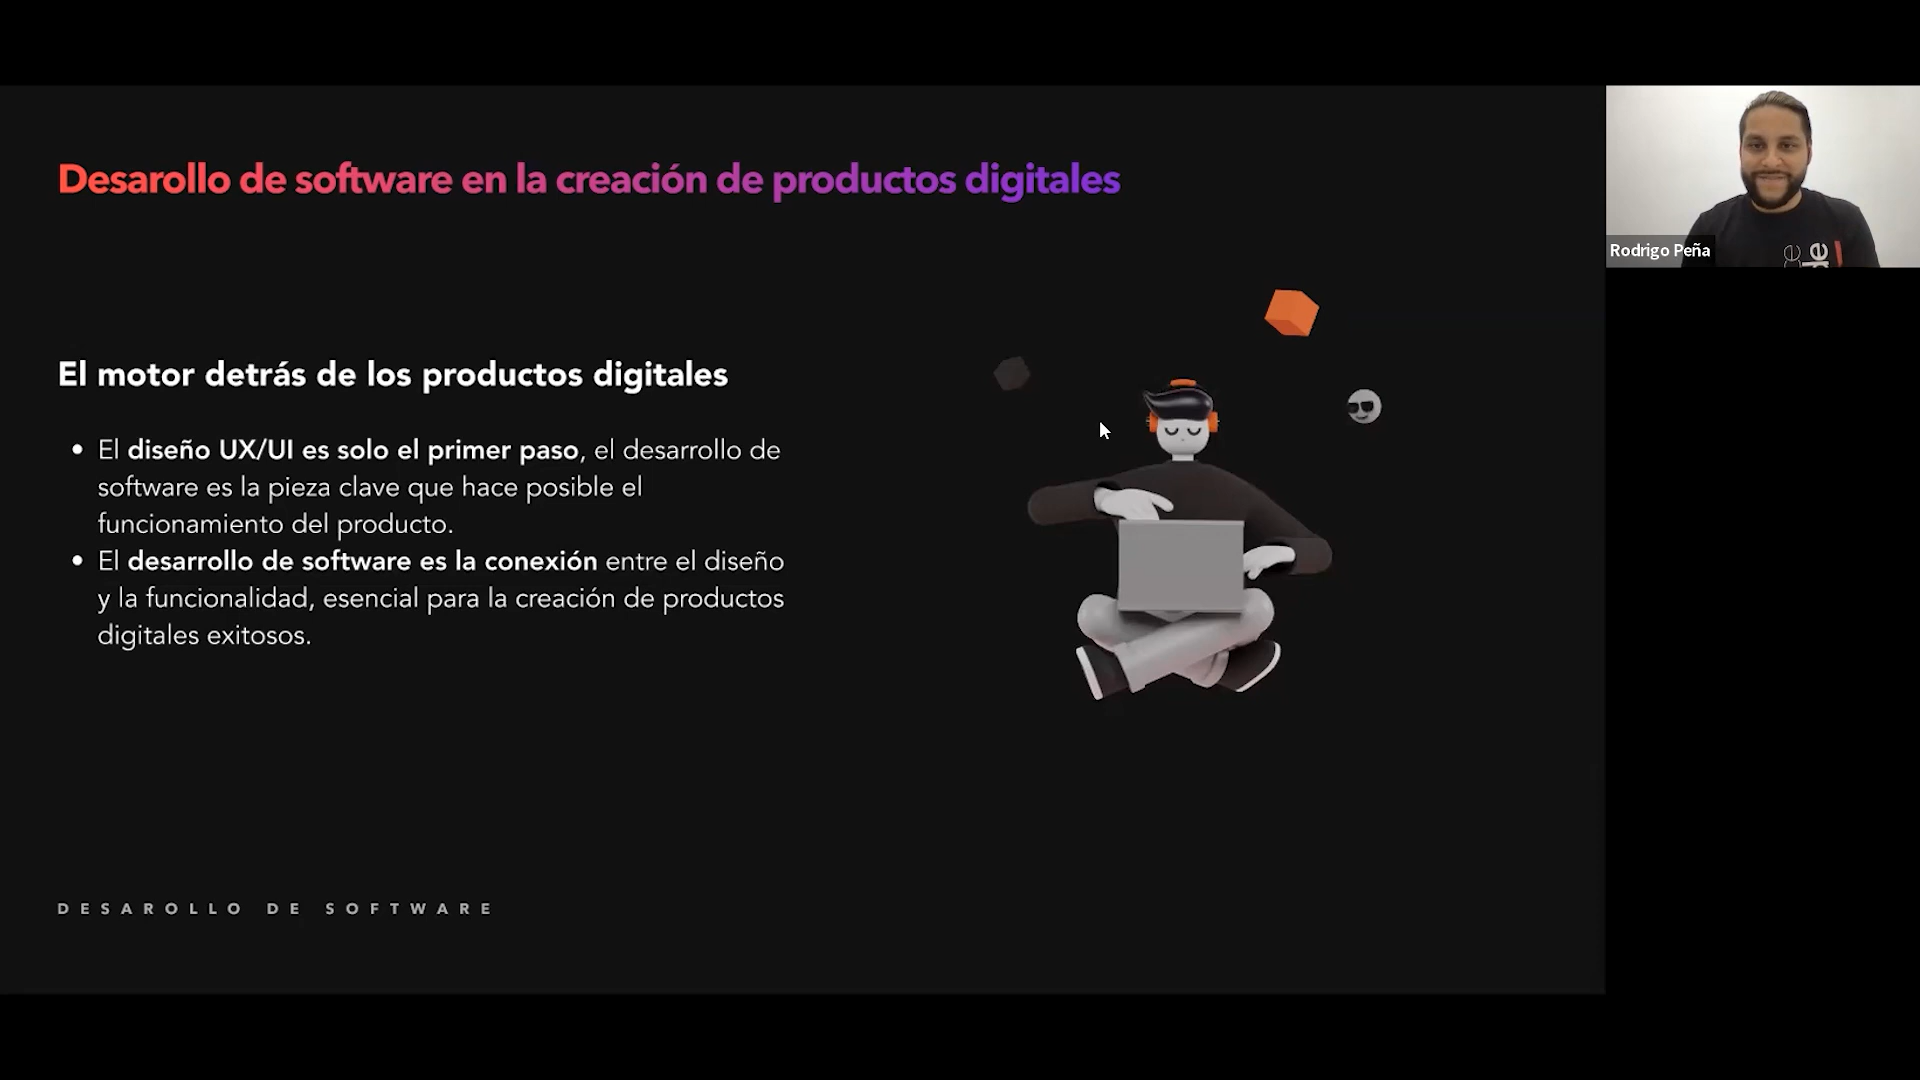 Desarollo de software en la creación de productos digitales
El motor detrás de los productos digitales
• El diseño UX/UI es solo el primer paso, el desarrollo de
software es la pieza clave que hace posible el
funcionamiento del producto.
• El desarrollo de software es la conexión entre el diseño
y la funcionalidad, esencial para la creación de productos
digitales exitosos.
DESAROLLO DE SOFTWARE
Rodrigo Peña